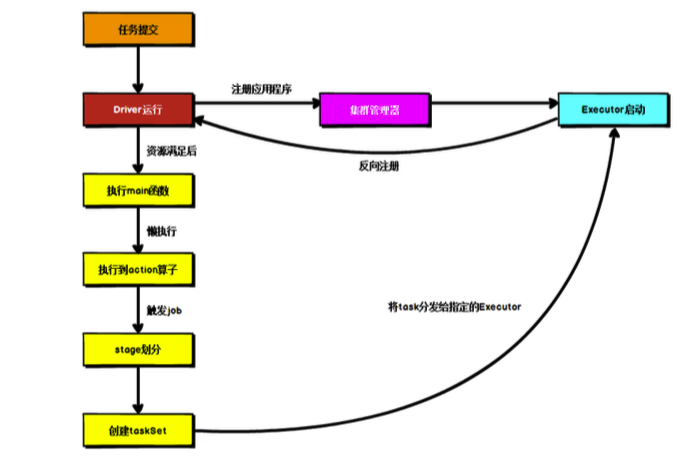 任务提交
注册应用程序
Driver运行
集群管理器
Executor启动
资源满足后
反向注册
执行main函数
懒执行
执行到action算子
触发job
将task分发给指定的Executor
stage划分
创建taskSet